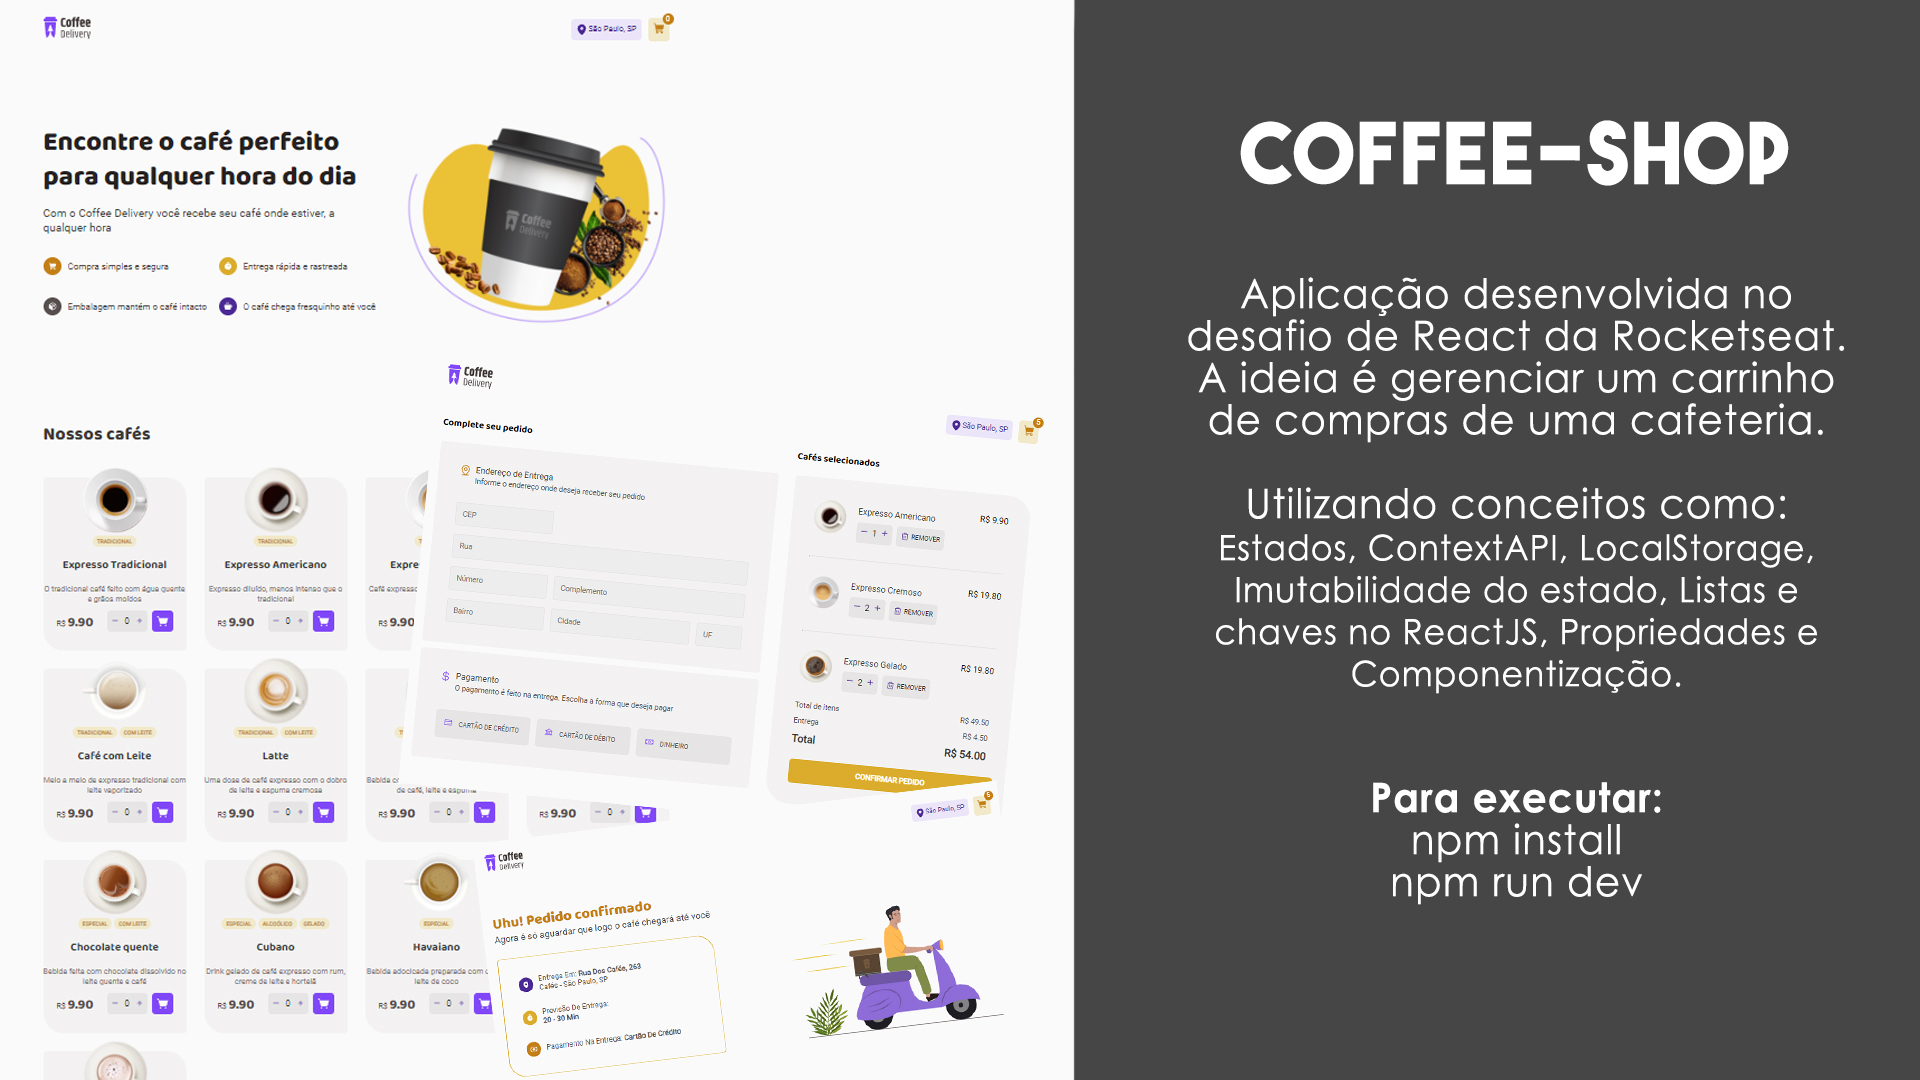 Coffee
Delivery
São Paulo, SP
0
Encontre o café perfeito
para qualquer hora do dia
Com o Coffee Delivery você recebe seu café onde estiver, a
qualquer hora
Compra simples e segura
Entrega rápida e rastreada
Embalagem mantém o café intacto
O café chega fresquinho até você
Coffee
Delivery
Nossos cafés
TRADICIONAL
Expresso Tradicional
O tradicional café feito com água quente
e grãos moídos
R$ 9.90
− 0 +
TRADICIONAL
Expresso Americano
Expresso diluído, menos intenso que o
tradicional
R$ 9.90
− 0 +
Expre
Café express
R$ 9.90
TRADICIONAL COM LEITE
Café com Leite
Meio a meio de expresso tradicional com
leite vaporizado
R$ 9.90
− 0 +
TRADICIONAL COM LEITE
Latte
Uma dose de café expresso com o dobro
de leite e espuma cremosa
R$ 9.90
− 0 +
Bebida c
de café, leite e espuma
R$ 9.90
− 0 +
R$ 9.90
− 0 +
ESPECIAL COM LEITE
Chocolate quente
Bebida feita com chocolate dissolvido no
leite quente e café
R$ 9.90
− 0 +
ESPECIAL ALCOÓLICO GELADO
Cubano
Drink gelado de café expresso com rum,
creme de leite e hortelã
R$ 9.90
− 0 +
ESPECIAL
Havaiano
Bebida adocicada preparada com
leite de coco
R$ 9.90
− 0 +
Coffee
Delivery
São Paulo, SP
5
Complete seu pedido
Endereço de Entrega
Informe o endereço onde deseja receber seu pedido
CEP
Rua
Número
Complemento
Bairro
Cidade
UF
Pagamento
O pagamento é feito na entrega. Escolha a forma que deseja pagar
CARTÃO DE CRÉDITO
CARTÃO DE DÉBITO
DINHEIRO
Cafés selecionados
Expresso Americano
R$ 9.90
− 1 +
REMOVER
Expresso Cremoso
R$ 19.80
− 2 +
REMOVER
Expresso Gelado
R$ 19.80
− 2 +
REMOVER
Total de itens
R$ 49.50
Entrega
R$ 4.50
Total
R$ 54.00
CONFIRMAR PEDIDO
São Paulo, SP
5
Coffee
Delivery
Uhu! Pedido confirmado
Agora é só aguardar que logo o café chegará até você
Entrega Em: Rua Dos Cafés, 263
Cafés - São Paulo, SP
Provisão De Entrega:
20 - 30 Min
Pagamento Na Entrega: Cartão De Crédito
COFFEE-SHOP
Aplicação desenvolvida no
desafio de React da Rocketseat.
A ideia é gerenciar um carrinho
de compras de uma cafeteria.
Utilizando conceitos como:
Estados, ContextAPI, LocalStorage,
Imutabilidade do estado, Listas e
chaves no ReactJS, Propriedades e
Componentização.
Para executar:
npm install
npm run dev